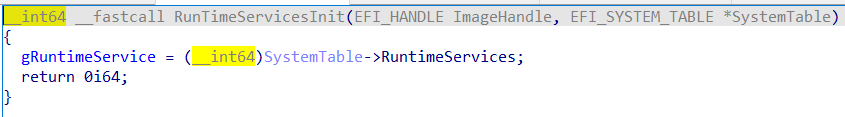 __int64 __fastcall RunTimeServicesInit(EFI_HANDLE ImageHandle, EFI_SYSTEM_TABLE *SystemTable)
{
  gRuntimeService = (__int64)SystemTable->RuntimeServices;
  return 0i64;
}